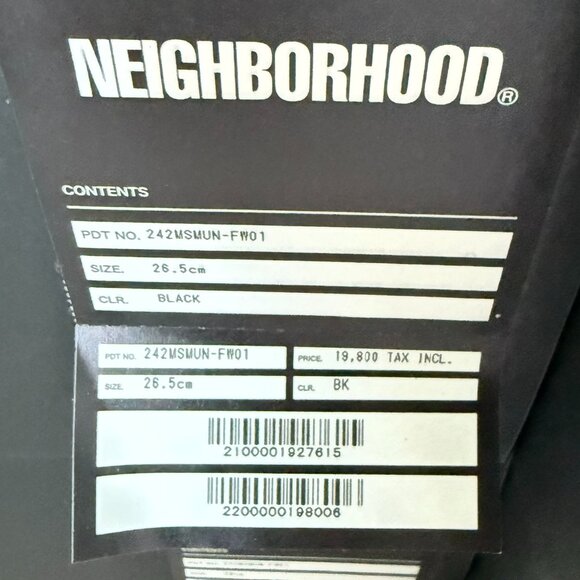 NEIGHBORHOOD®
CONTENTS
PDT NO. 242MSMUN-FW01
SIZE. 26.5cm
CLR. BLACK
PDT NO. 242MSMUN-FW01 PRICE. 19,800 TAX INCL.
SIZE. 26.5cm CLR. BK
2100001927615
2200000198006